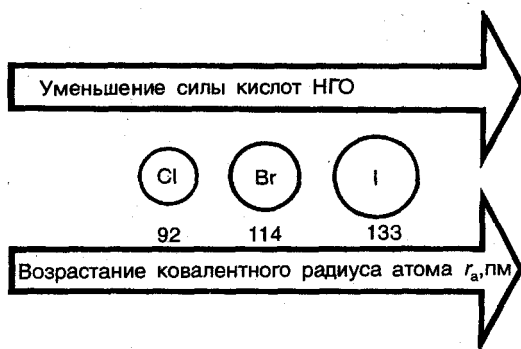 Уменьшение силы кислот НГО
Cl Br I
92 114 133
Возрастание ковалентного радиуса атома rа,пм